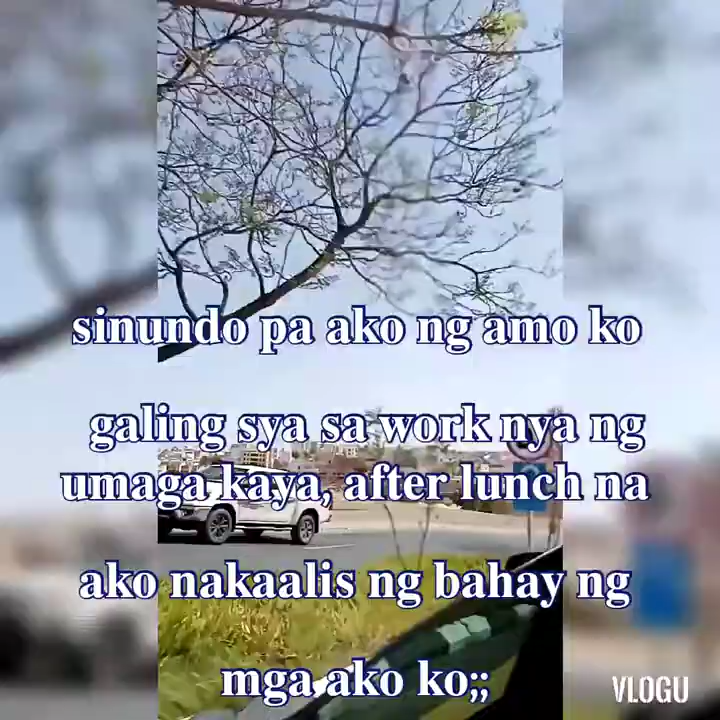 sinundo pa ako ng amo ko
galing sya sa work nya ng
umaga kaya, after lunch na
ako nakaalis ng bahay ng
mga ako ko;;
VLOGU